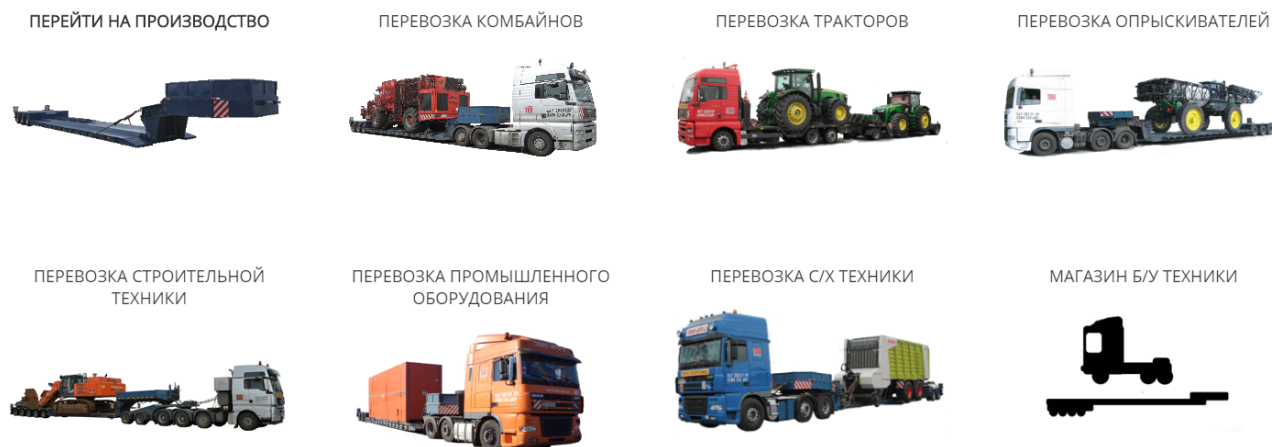 ПЕРЕЙТИ НА ПРОИЗВОДСТВО
ПЕРЕВОЗКА КОМБАЙНОВ
ПЕРЕВОЗКА ТРАКТОРОВ
ПЕРЕВОЗКА ОПРЫСКИВАТЕЛЕЙ
ПЕРЕВОЗКА СТРОИТЕЛЬНОЙ
ТЕХНИКИ
ПЕРЕВОЗКА ПРОМЫШЛЕННОГО
ОБОРУДОВАНИЯ
ПЕРЕВОЗКА С/Х ТЕХНИКИ
МАГАЗИН Б/У ТЕХНИКИ